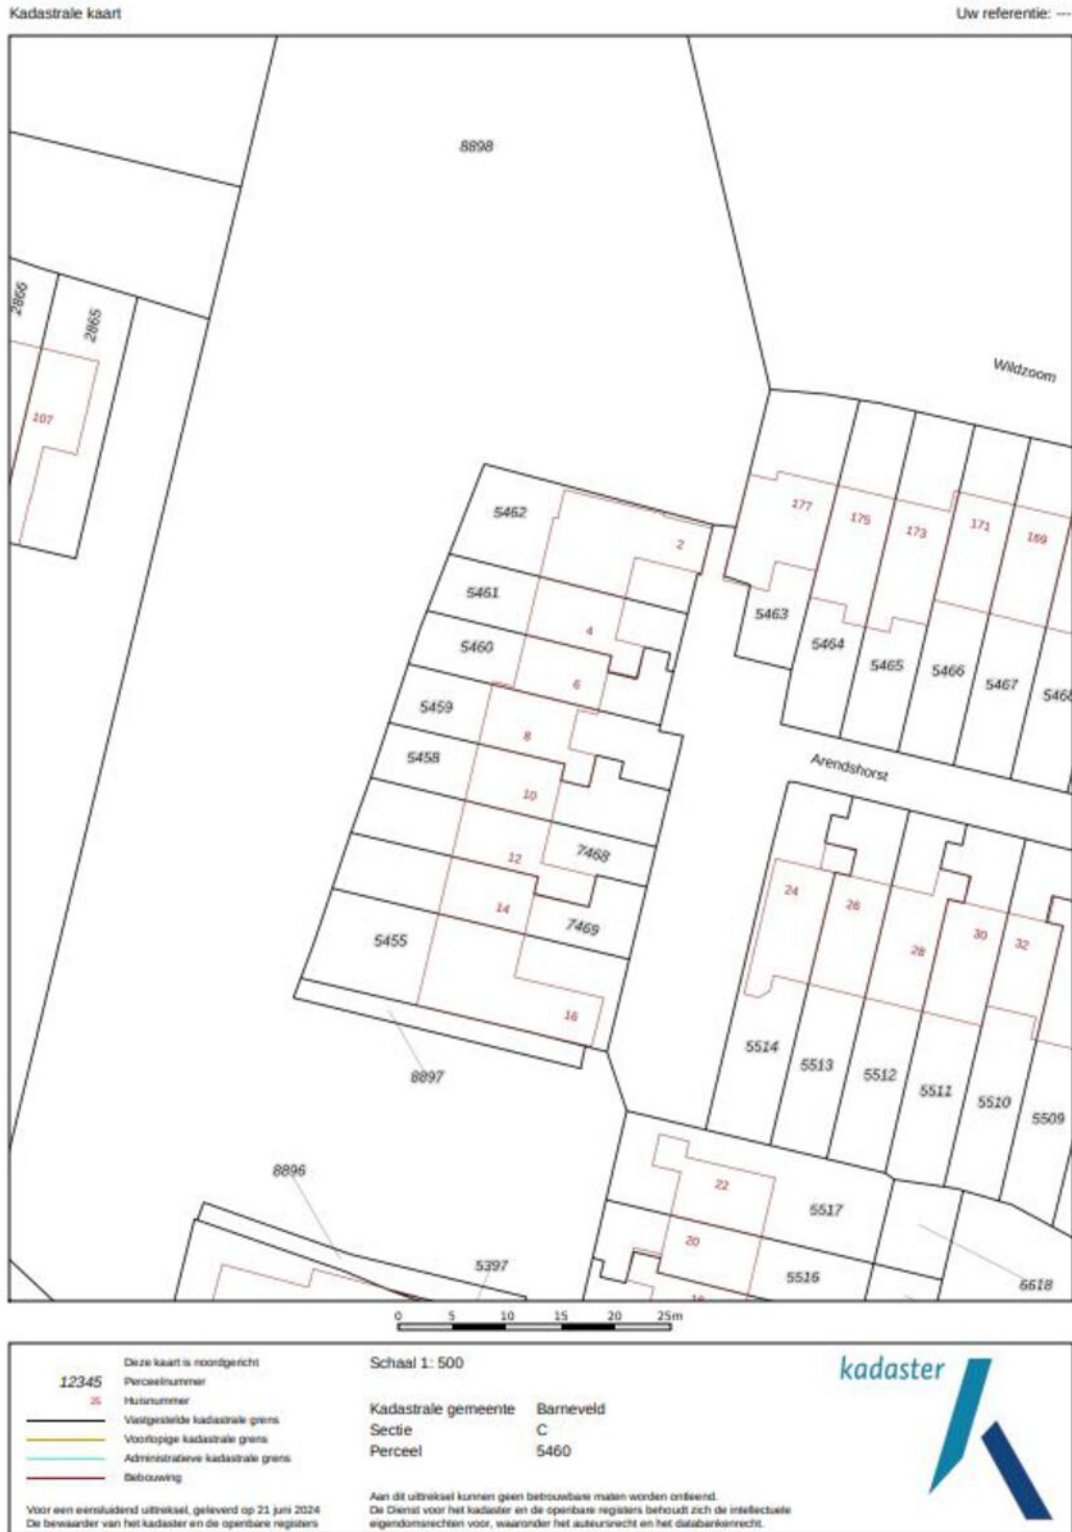 Kadastrale kaart
Uw referentie: ---
8898
2866
2865
107
Wildzoom
5462
2
177
175
173
171
169
5461
4
5463
5460
6
5464
5465
5466
5467
5468
5459
8
5458
10
Arendshorst
12
7468
14
7469
24
26
28
30
32
5455
16
5514
5513
5512
5511
5510
5509
8897
8896
22
5517
20
5397
5516
6618
18
0 5 10 15 20 25m
Deze kaart is noordgericht
12345 Perceelnummer
25 Huisnummer
Vastgestelde kadastrale grens
Voorlopige kadastrale grens
Administratieve kadastrale grens
Bebouwing
Voor een eensluidend uittreksel, geleverd op 21 juni 2024
De bewaarder van het kadaster en de openbare registers
Schaal 1: 500
Kadastrale gemeente Barneveld
Sectie C
Perceel 5460
Aan dit uittreksel kunnen geen betrouwbare maten worden ontleend.
De Dienst voor het kadaster en de openbare registers behoudt zich de intellectuele
eigendomsrechten voor, waaronder het auteursrecht en het databankenrecht.
kadaster